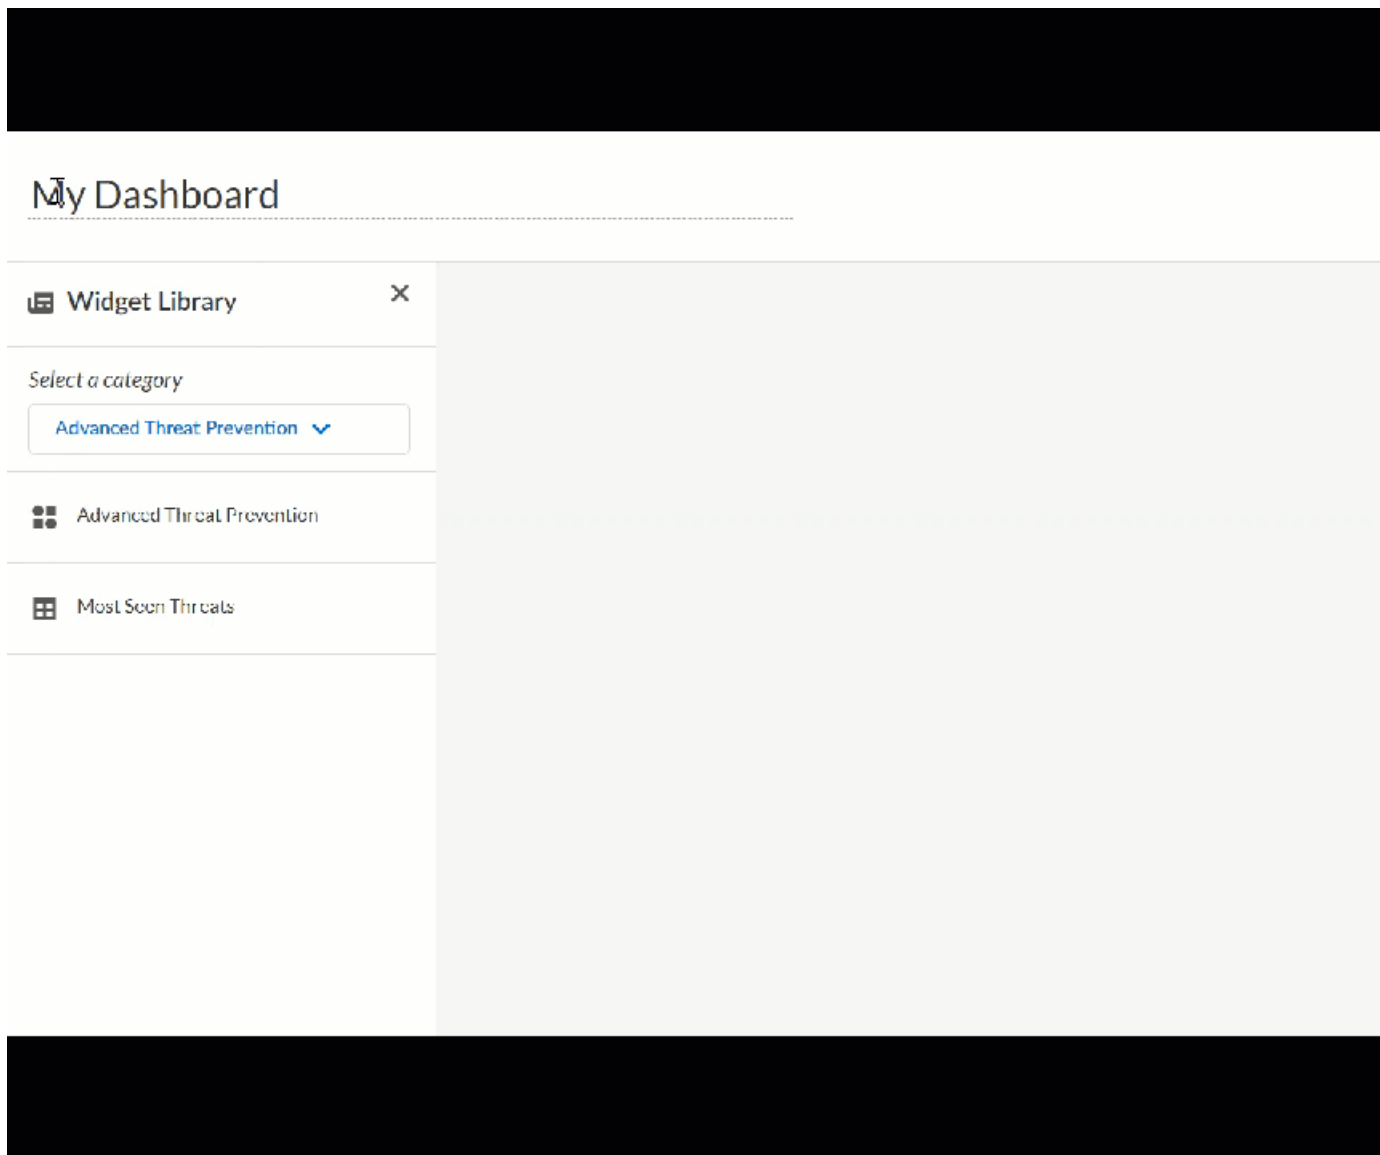 My Dashboard
Widget Library
Select a category
Advanced Threat Prevention
Advanced Threat Prevention
Most Seen Threats